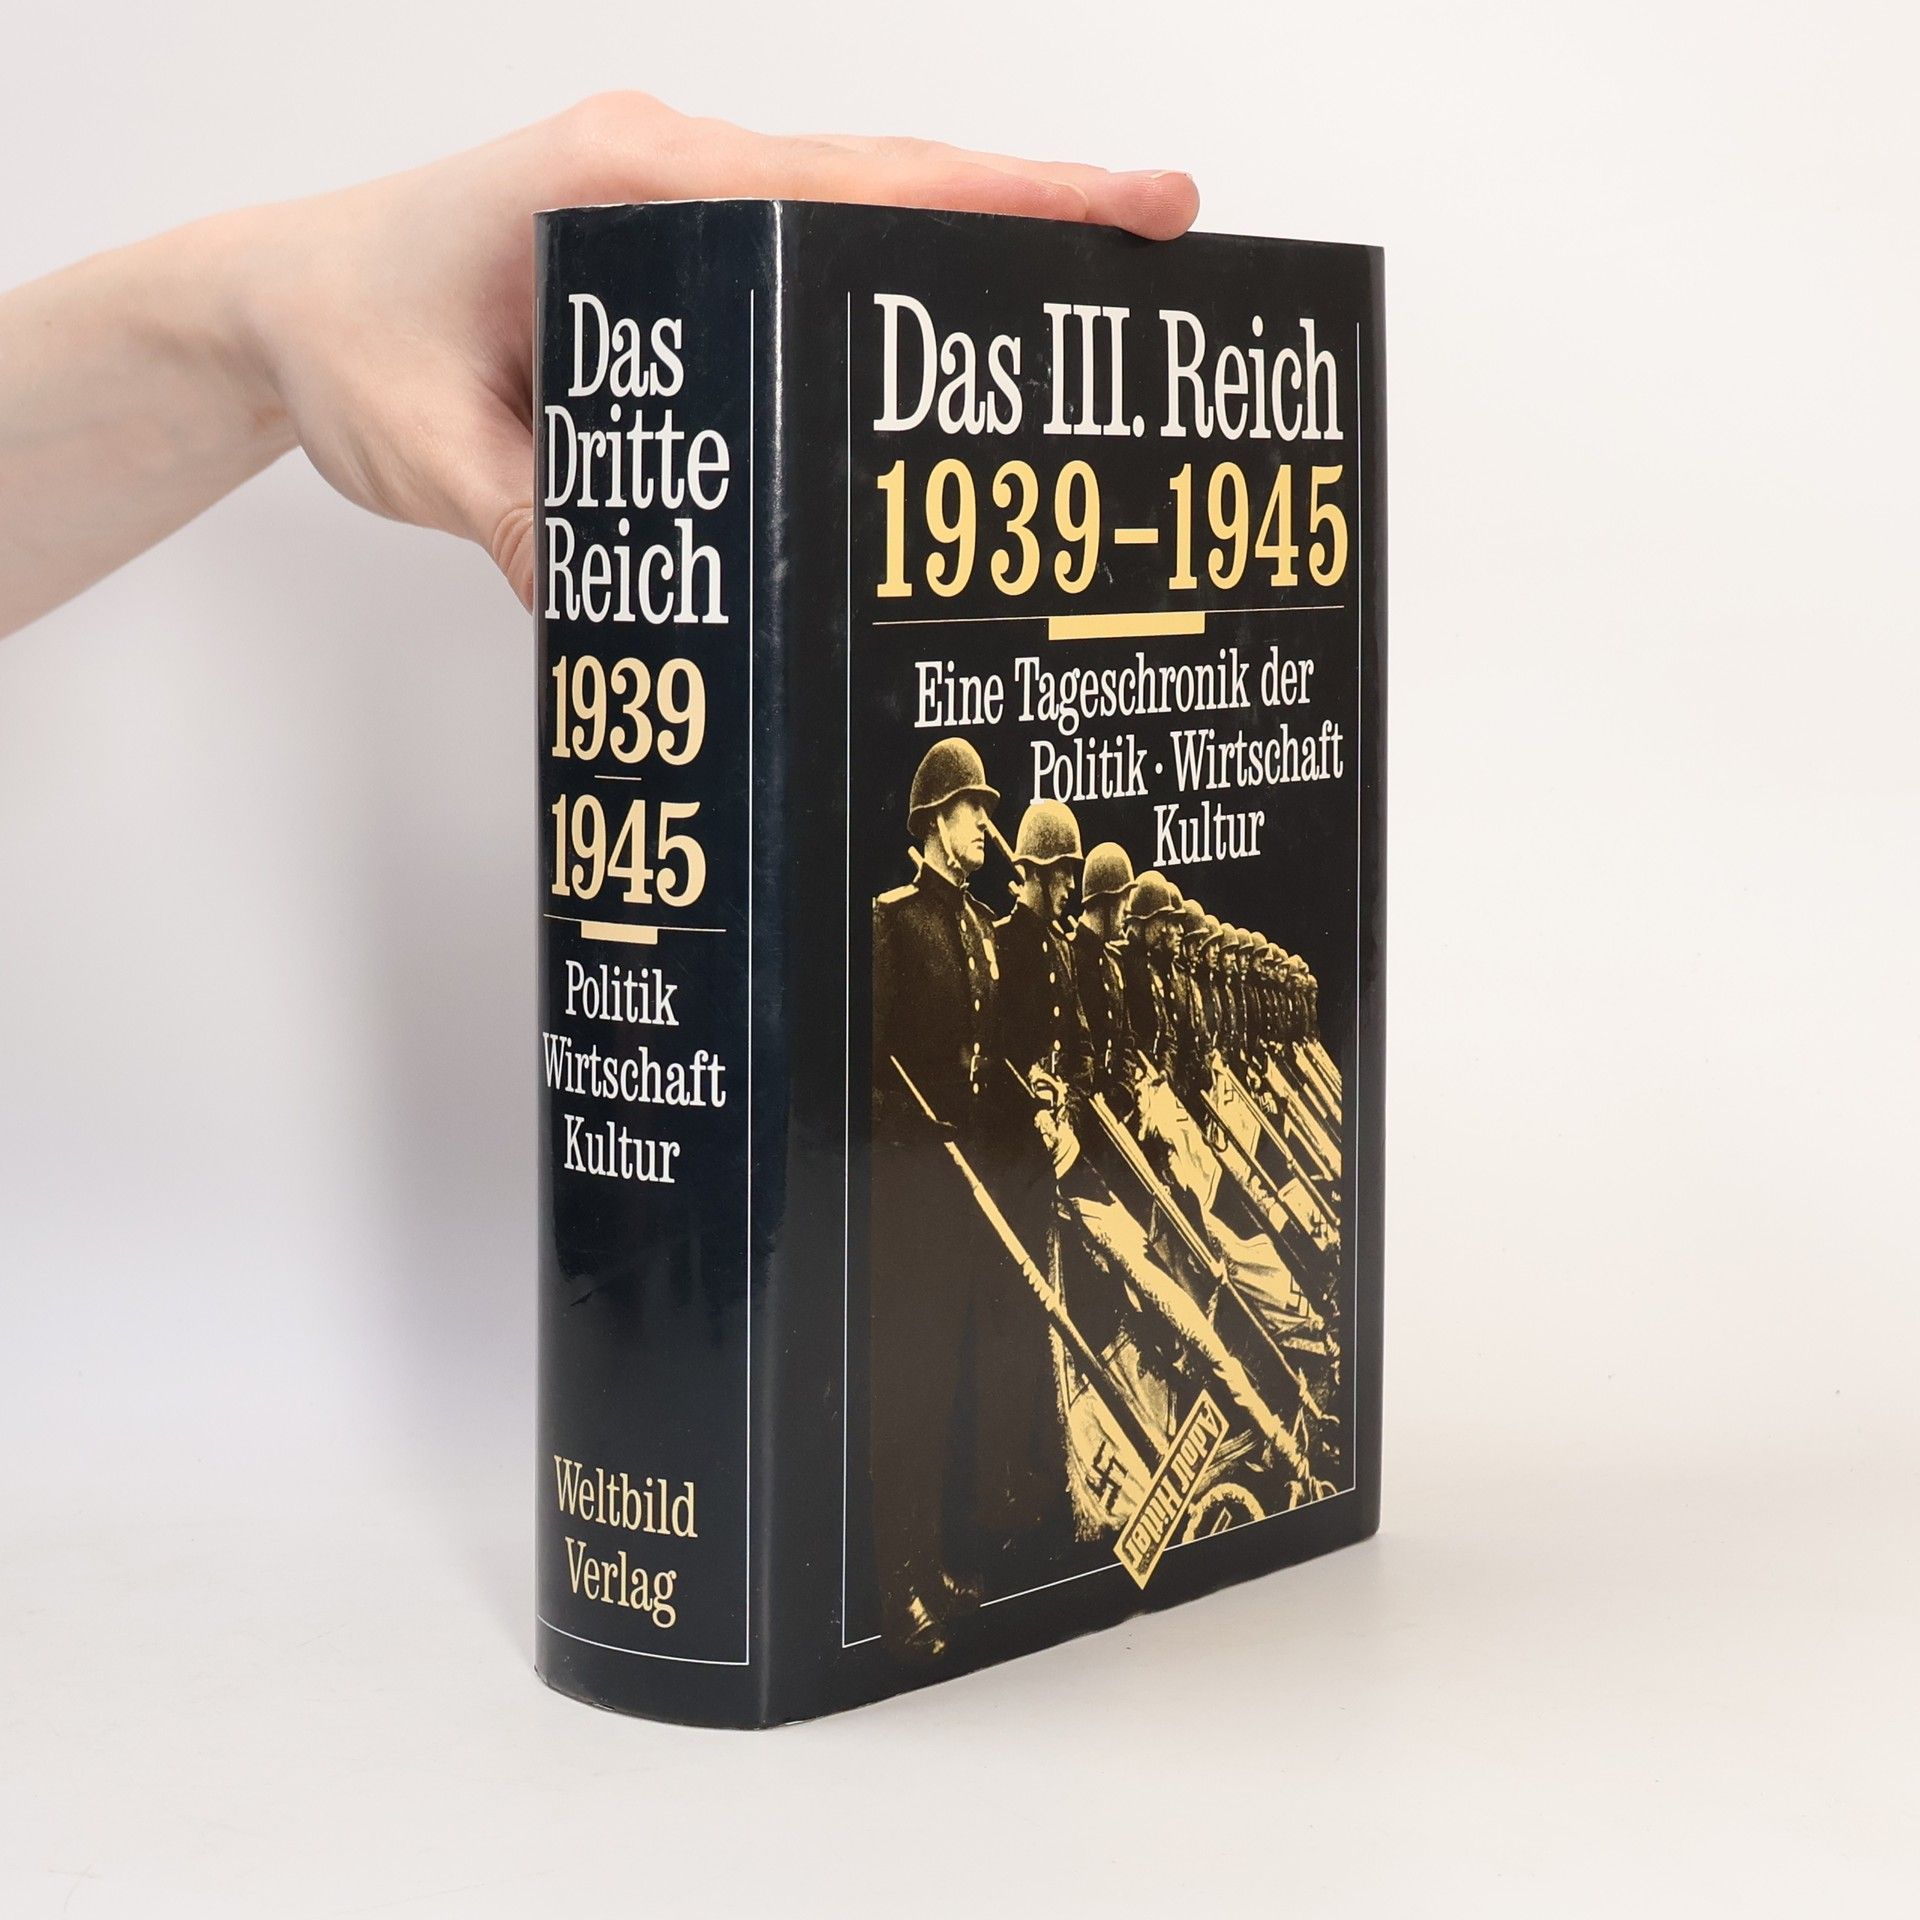 Das
Dritte
Reich
1939
1945
Politik
Wirtschaft
Kultur
Weltbild
Verlag
Das III. Reich
1939–1945
Eine Tageschronik der
Politik · Wirtschaft
Kultur
Adolf Hitler